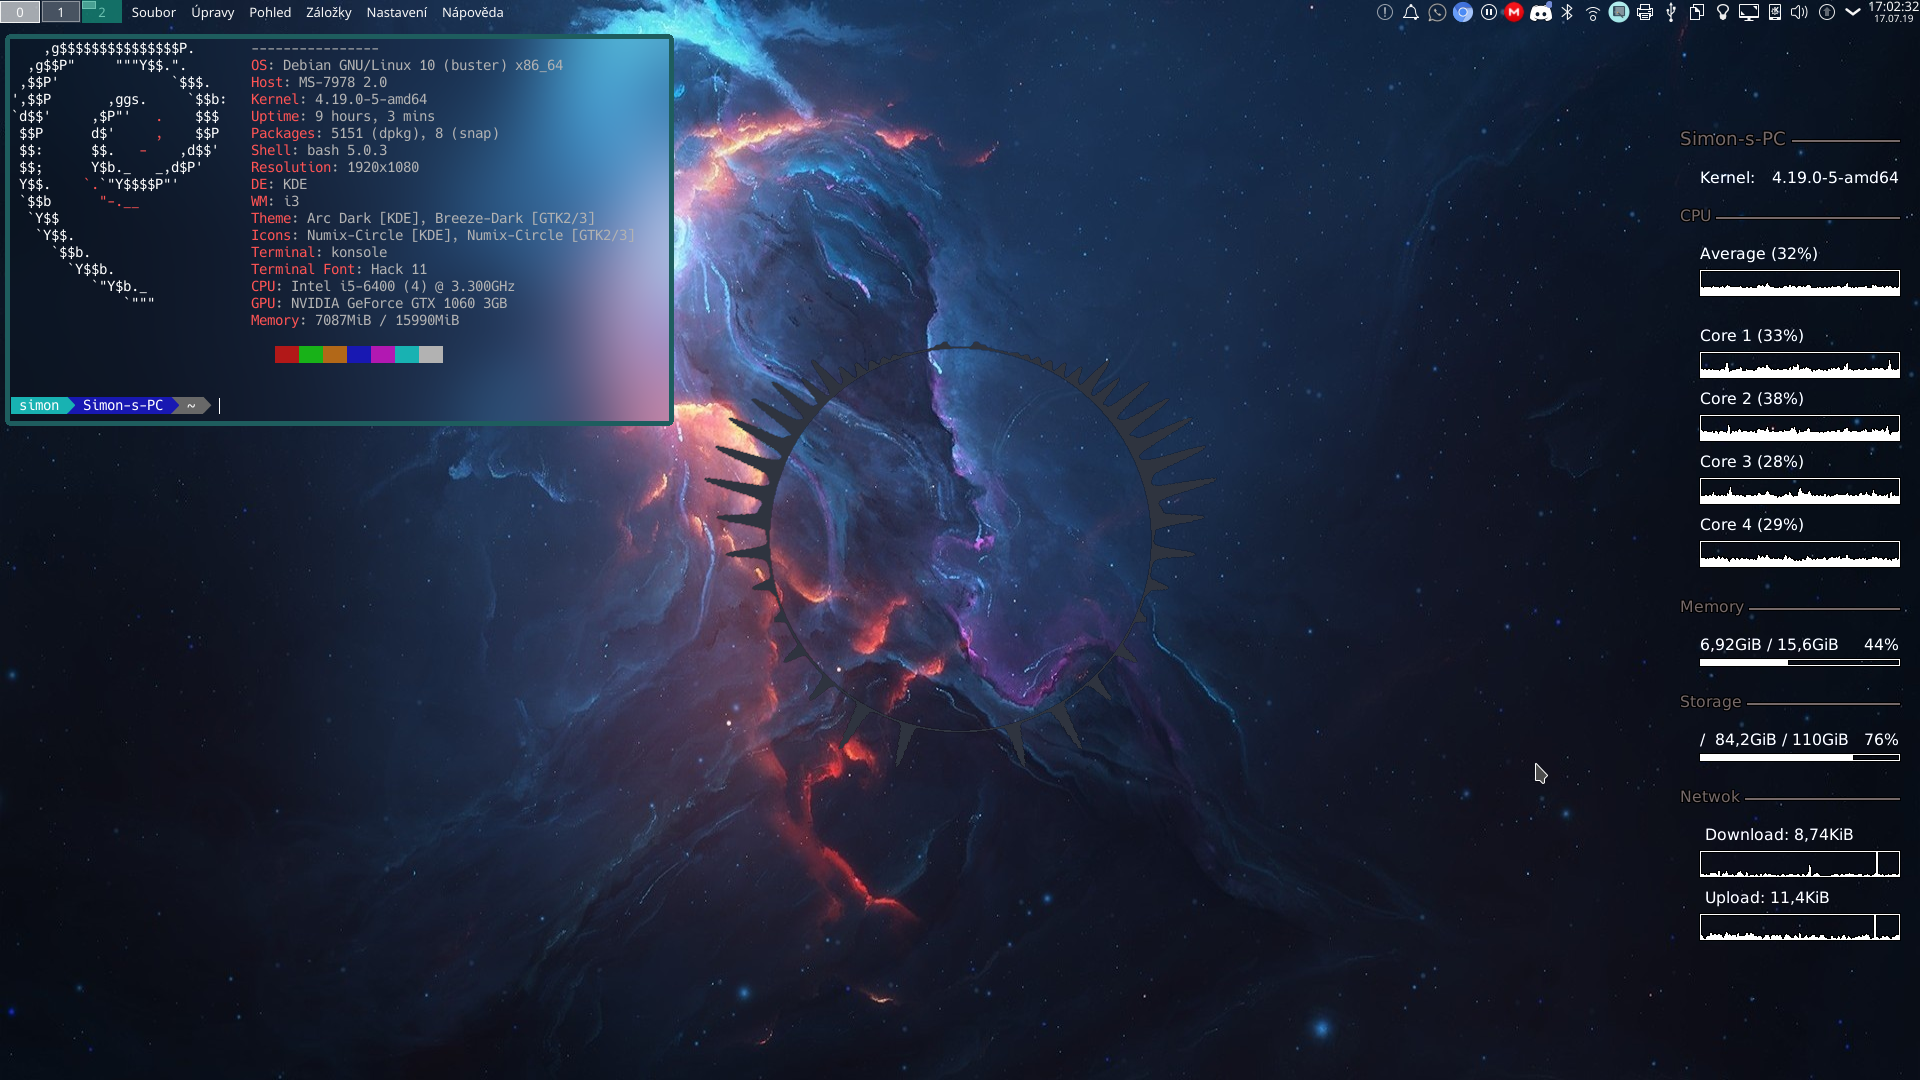 0 1 2 Soubor Úpravy Pohled Záložky Nastavení Nápověda
17:02:32
17.07.19
,g$$$$$$$$$$$$$$$P. ----------------
,g$$P" """Y$$.". OS: Debian GNU/Linux 10 (buster) x86_64
,$$P' `$$$. Host: MS-7978 2.0
',$$P ,ggs. `$$b: Kernel: 4.19.0-5-amd64
`d$$' ,$P"' . $$$ Uptime: 9 hours, 3 mins
$$P d$' , $$P Packages: 5151 (dpkg), 8 (snap)
$$: $$. - ,d$$' Shell: bash 5.0.3
$$; Y$b._ _,d$P' Resolution: 1920x1080
Y$$. `.`"Y$$$$P"' DE: KDE
`$$b "-.__ WM: i3
`Y$$ Theme: Arc Dark [KDE], Breeze-Dark [GTK2/3]
`Y$$. Icons: Numix-Circle [KDE], Numix-Circle [GTK2/3]
`$$b. Terminal: konsole
`Y$$b. Terminal Font: Hack 11
`"Y$b._ CPU: Intel i5-6400 (4) @ 3.300GHz
`""" GPU: NVIDIA GeForce GTX 1060 3GB
Memory: 7087MiB / 15990MiB
simon Simon-s-PC ~
Simon-s-PC
Kernel: 4.19.0-5-amd64
CPU
Average (32%)
Core 1 (33%)
Core 2 (38%)
Core 3 (28%)
Core 4 (29%)
Memory
6,92GiB / 15,6GiB 44%
Storage
/ 84,2GiB / 110GiB 76%
Netwok
Download: 8,74KiB
Upload: 11,4KiB